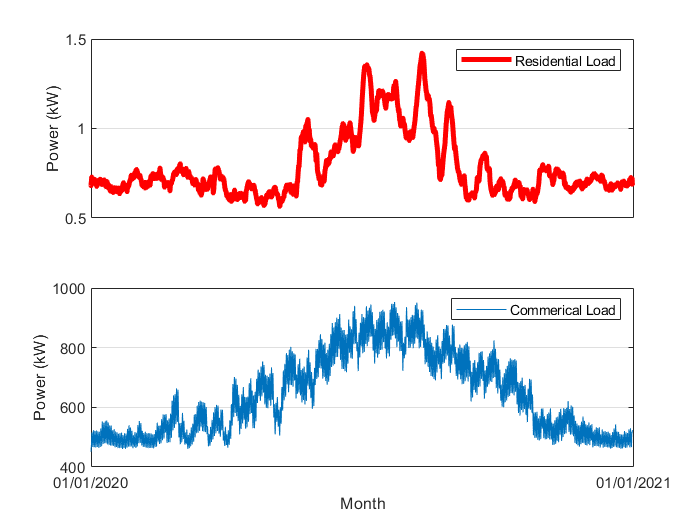 1.5
Residential Load
Power (kW)
1
0.5
1000
Commerical Load
800
Power (kW)
600
400
01/01/2020
01/01/2021
Month